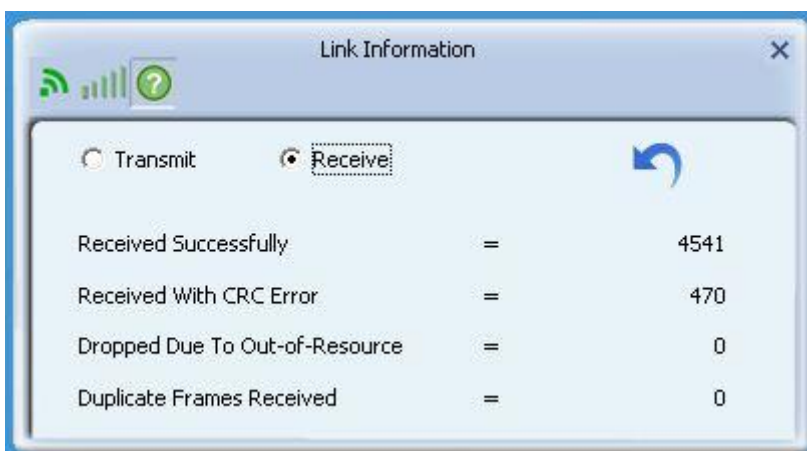 Link Information
Transmit Receive
Received Successfully = 4541
Received With CRC Error = 470
Dropped Due To Out-of-Resource = 0
Duplicate Frames Received = 0